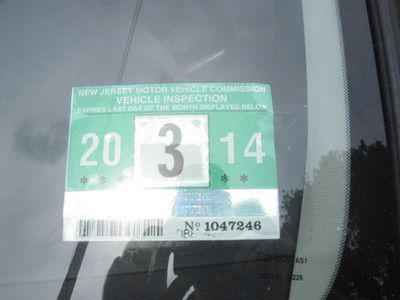 NEW JERSEY MOTOR VEHICLE COMMISSION
VEHICLE INSPECTION
EXPIRES LAST DAY OF THE MONTH DISPLAYED BELOW
20 3 14
* * * * *
Nº 1047246
AS1